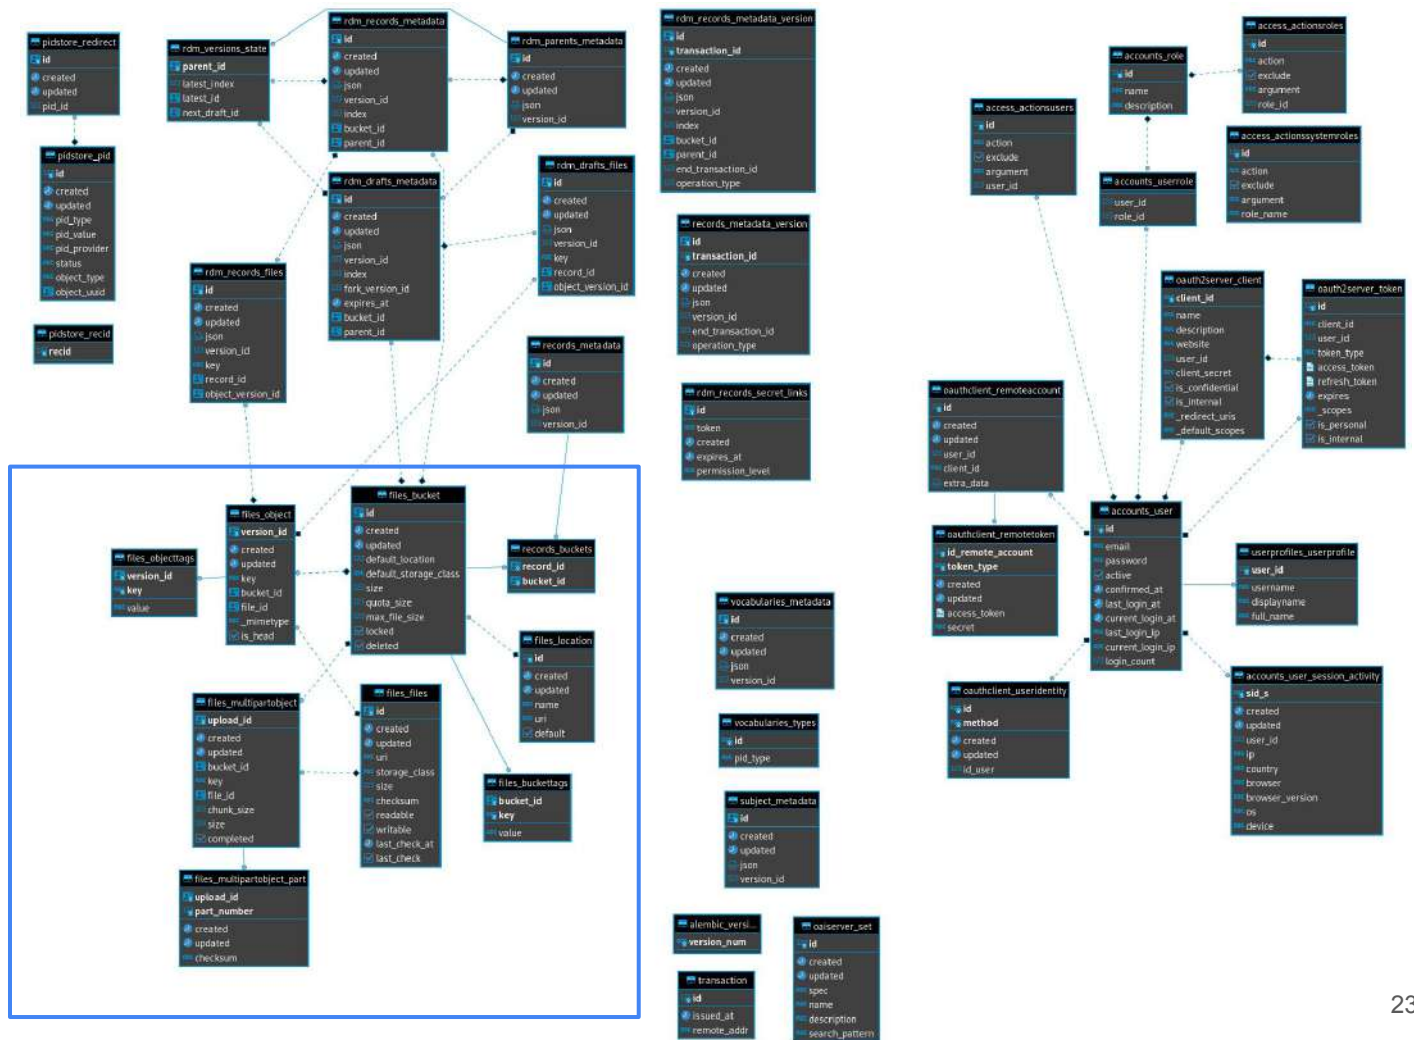 pidstore_redirect
id
created
updated
pid_id
pidstore_pid
id
created
updated
pid_type
pid_value
pid_provider
status
object_type
object_uuid
pidstore_recid
recid
rdm_versions_state
parent_id
latest_index
latest_id
next_draft_id
rdm_records_metadata
id
created
updated
json
version_id
index
bucket_id
parent_id
rdm_parents_metadata
id
created
updated
json
version_id
rdm_drafts_metadata
id
created
updated
json
version_id
index
fork_version_id
expires_at
bucket_id
parent_id
rdm_drafts_files
id
created
updated
json
version_id
key
record_id
object_version_id
rdm_records_files
id
created
updated
json
version_id
key
record_id
object_version_id
records_metadata
id
created
updated
json
version_id
files_bucket
id
created
updated
default_location
default_storage_class
size
quota_size
max_file_size
locked
deleted
files_object
version_id
created
updated
key
bucket_id
file_id
_mimetype
is_head
files_objecttags
version_id
key
value
records_buckets
record_id
bucket_id
files_location
id
created
updated
name
uri
default
files_multipartobject
upload_id
created
updated
bucket_id
key
file_id
chunk_size
size
completed
files_files
id
created
updated
uri
storage_class
size
checksum
readable
writable
last_check_at
last_check
files_buckettags
bucket_id
key
value
files_multipartobject_part
upload_id
part_number
created
updated
checksum
rdm_records_metadata_version
id
transaction_id
created
updated
json
version_id
index
bucket_id
parent_id
end_transaction_id
operation_type
records_metadata_version
id
transaction_id
created
updated
json
version_id
end_transaction_id
operation_type
rdm_records_secret_links
id
token
created
expires_at
permission_level
vocabularies_metadata
id
created
updated
json
version_id
vocabularies_types
id
pid_type
subject_metadata
id
created
updated
json
version_id
alembic_versi...
version_num
transaction
id
issued_at
remote_addr
oaiserver_set
id
created
updated
spec
name
description
search_pattern
access_actionsusers
id
action
exclude
argument
user_id
accounts_role
id
name
description
access_actionsroles
id
action
exclude
argument
role_id
access_actionssystemroles
id
action
exclude
argument
role_name
accounts_userrole
user_id
role_id
oauth2server_client
client_id
name
description
website
user_id
client_secret
is_confidential
is_internal
_redirect_uris
_default_scopes
oauth2server_token
id
client_id
user_id
token_type
access_token
refresh_token
expires
_scopes
is_personal
is_internal
oauthclient_remoteaccount
id
created
updated
user_id
client_id
extra_data
oauthclient_remotetoken
id_remote_account
token_type
created
updated
access_token
secret
accounts_user
id
email
password
active
confirmed_at
last_login_at
current_login_at
last_login_ip
current_login_ip
login_count
userprofiles_userprofile
user_id
username
displayname
full_name
oauthclient_useridentity
id
method
created
updated
id_user
accounts_user_session_activity
sid_s
created
updated
user_id
ip
country
browser
browser_version
os
device
23